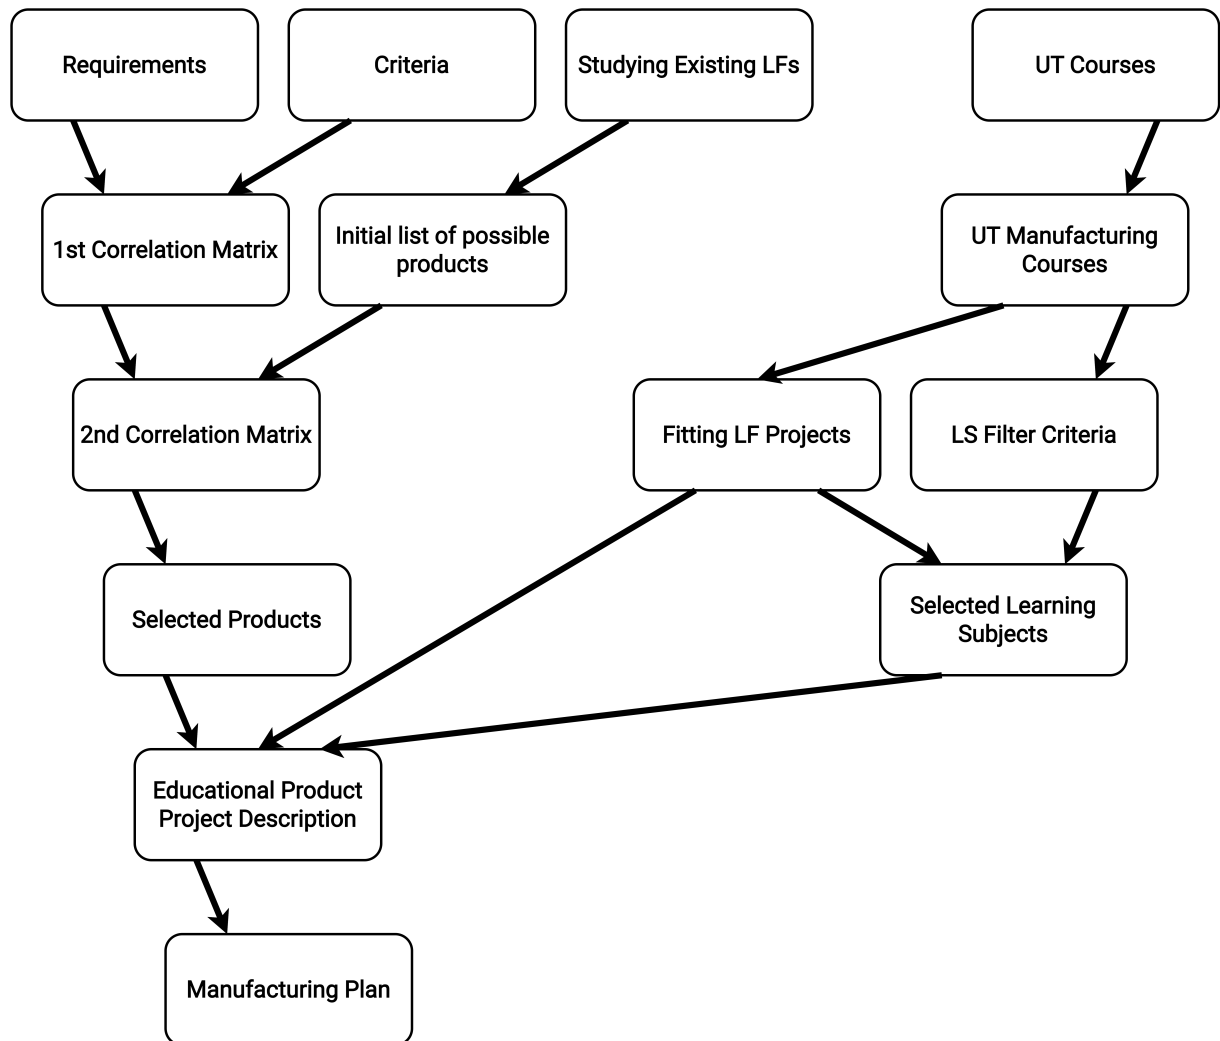 Requirements
Criteria
Studying Existing LFs
UT Courses
1st Correlation Matrix
Initial list of possible
products
UT Manufacturing
Courses
2nd Correlation Matrix
Fitting LF Projects
LS Filter Criteria
Selected Products
Selected Learning
Subjects
Educational Product
Project Description
Manufacturing Plan